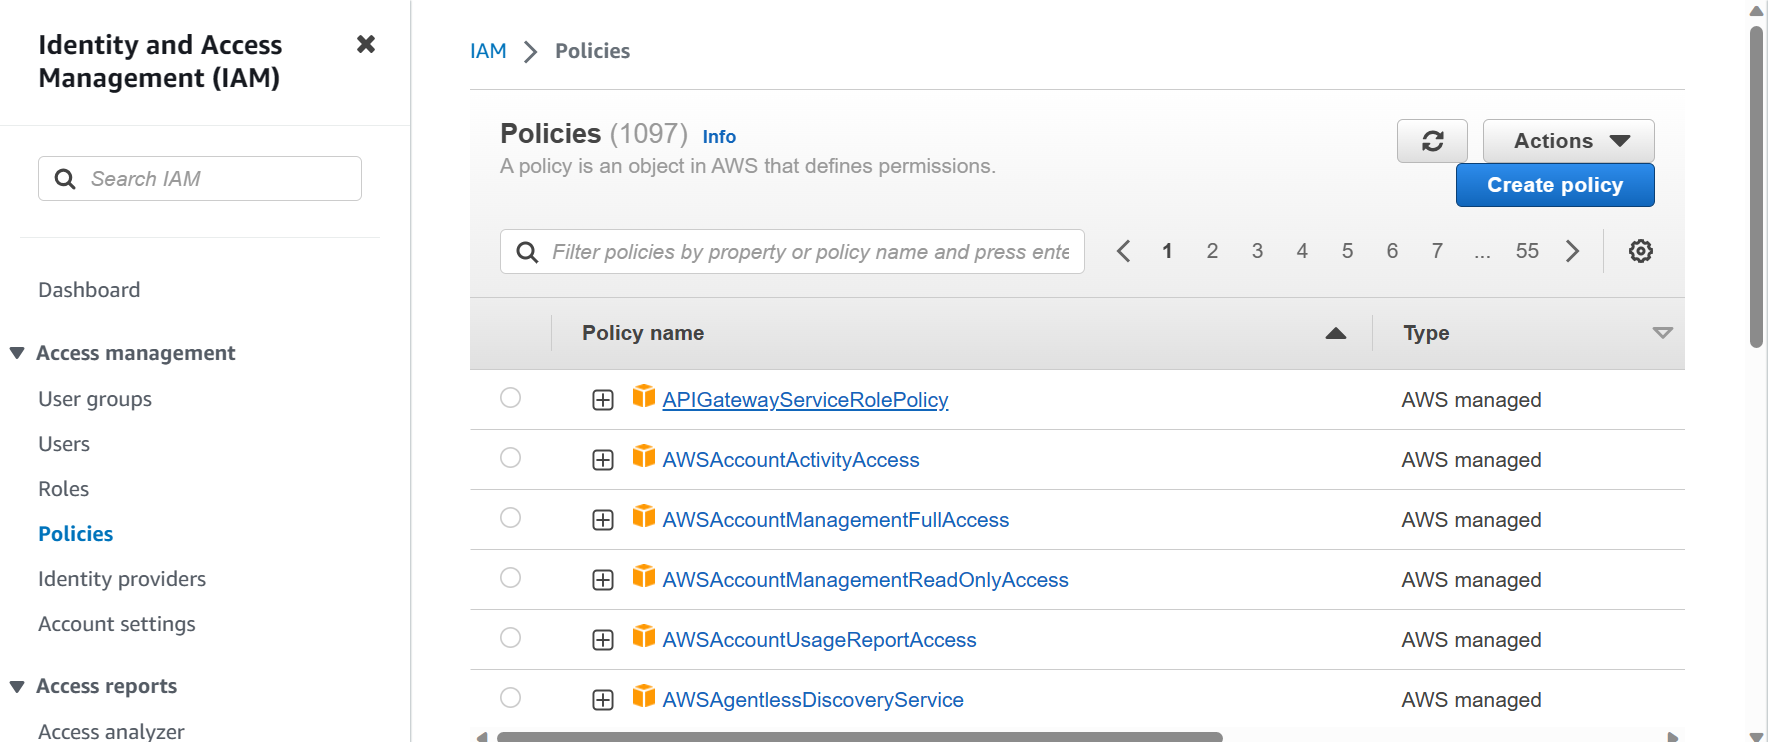 Identity and Access
Management (IAM)
Search IAM
Dashboard
Access management
User groups
Users
Roles
Policies
Identity providers
Account settings
Access reports
Access analyzer
IAM
Policies
Policies (1097) Info
A policy is an object in AWS that defines permissions.
Actions
Create policy
Filter policies by property or policy name and press ente
1 2 3 4 5 6 7 ... 55
Policy name Type
APIGatewayServiceRolePolicy AWS managed
AWSAccountActivityAccess AWS managed
AWSAccountManagementFullAccess AWS managed
AWSAccountManagementReadOnlyAccess AWS managed
AWSAccountUsageReportAccess AWS managed
AWSAgentlessDiscoveryService AWS managed